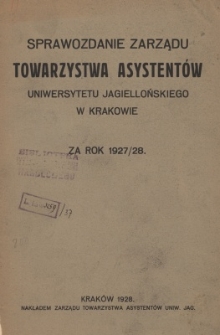 SPRAWOZDANIE ZARZĄDU
TOWARZYSTWA ASYSTENTÓW
UNIWERSYTETU JAGIELLOŃSKIEGO
W KRAKOWIE
ZA ROK 1927/28.
KRAKÓW 1928.
NAKŁADEM ZARZĄDU TOWARZYSTWA ASYSTENTÓW UNIW. JAG.